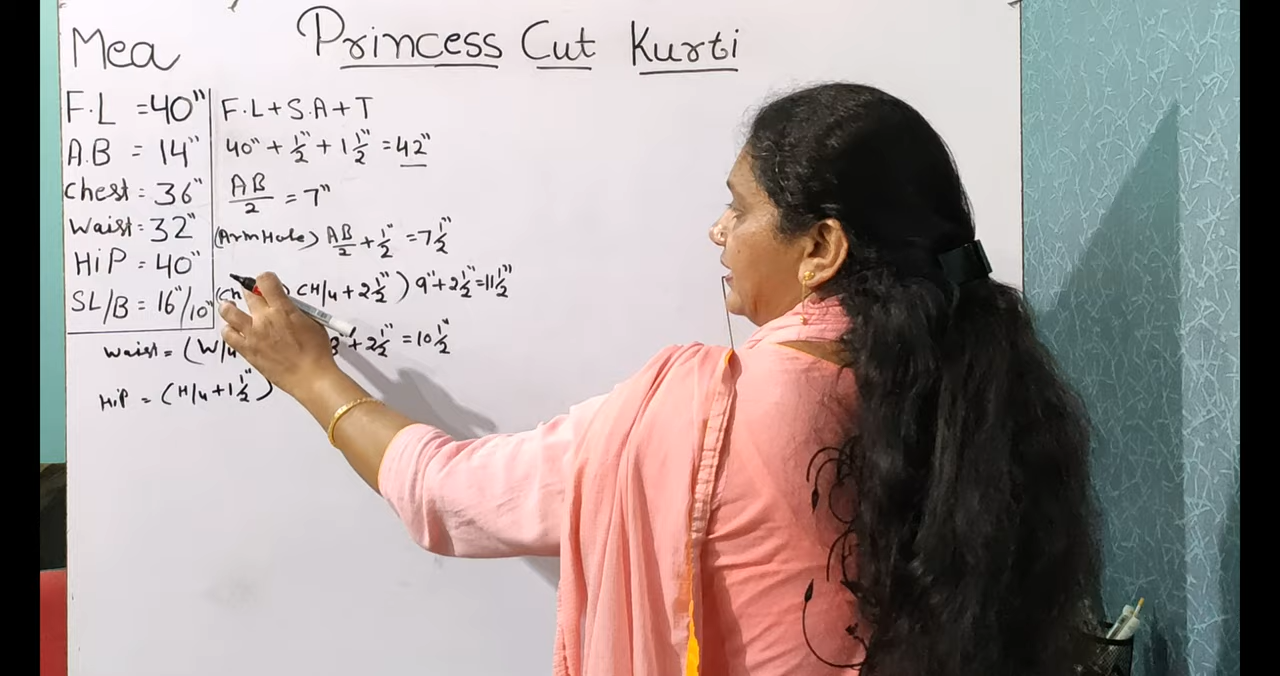 Mea
Princess Cut Kurti
F.L = 40"
A.B = 14"
Chest = 36"
Waist = 32"
HiP = 40"
SL/B = 16"/10"
F.L + S.A + T
40" + 1/2" + 1 1/2" = 42"
AB/2 = 7"
(ArmHole) AB/2 + 1/2" = 7 1/2"
CH/4 + 2 1/2") 9" + 2 1/2" = 11 1/2"
Waist = (W/4 + 2 1/2" = 10 1/2"
HiP = (H/4 + 1 1/2")